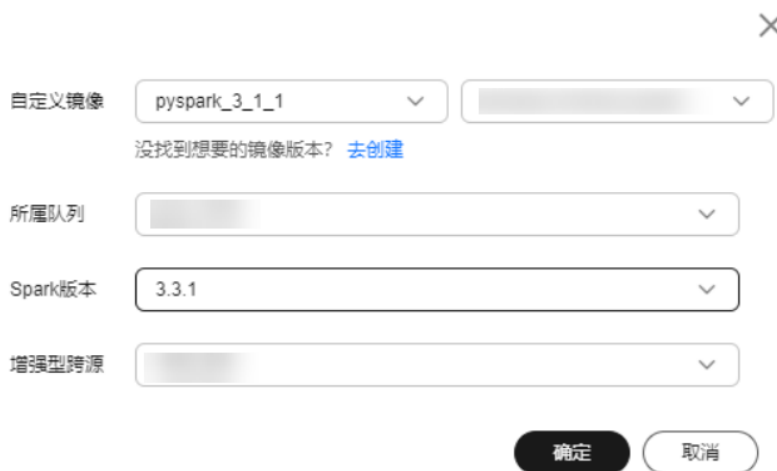 自定义镜像 pyspark_3_1_1
没找到想要的镜像版本? 去创建
所属队列
Spark版本 3.3.1
增强型跨源
确定 取消